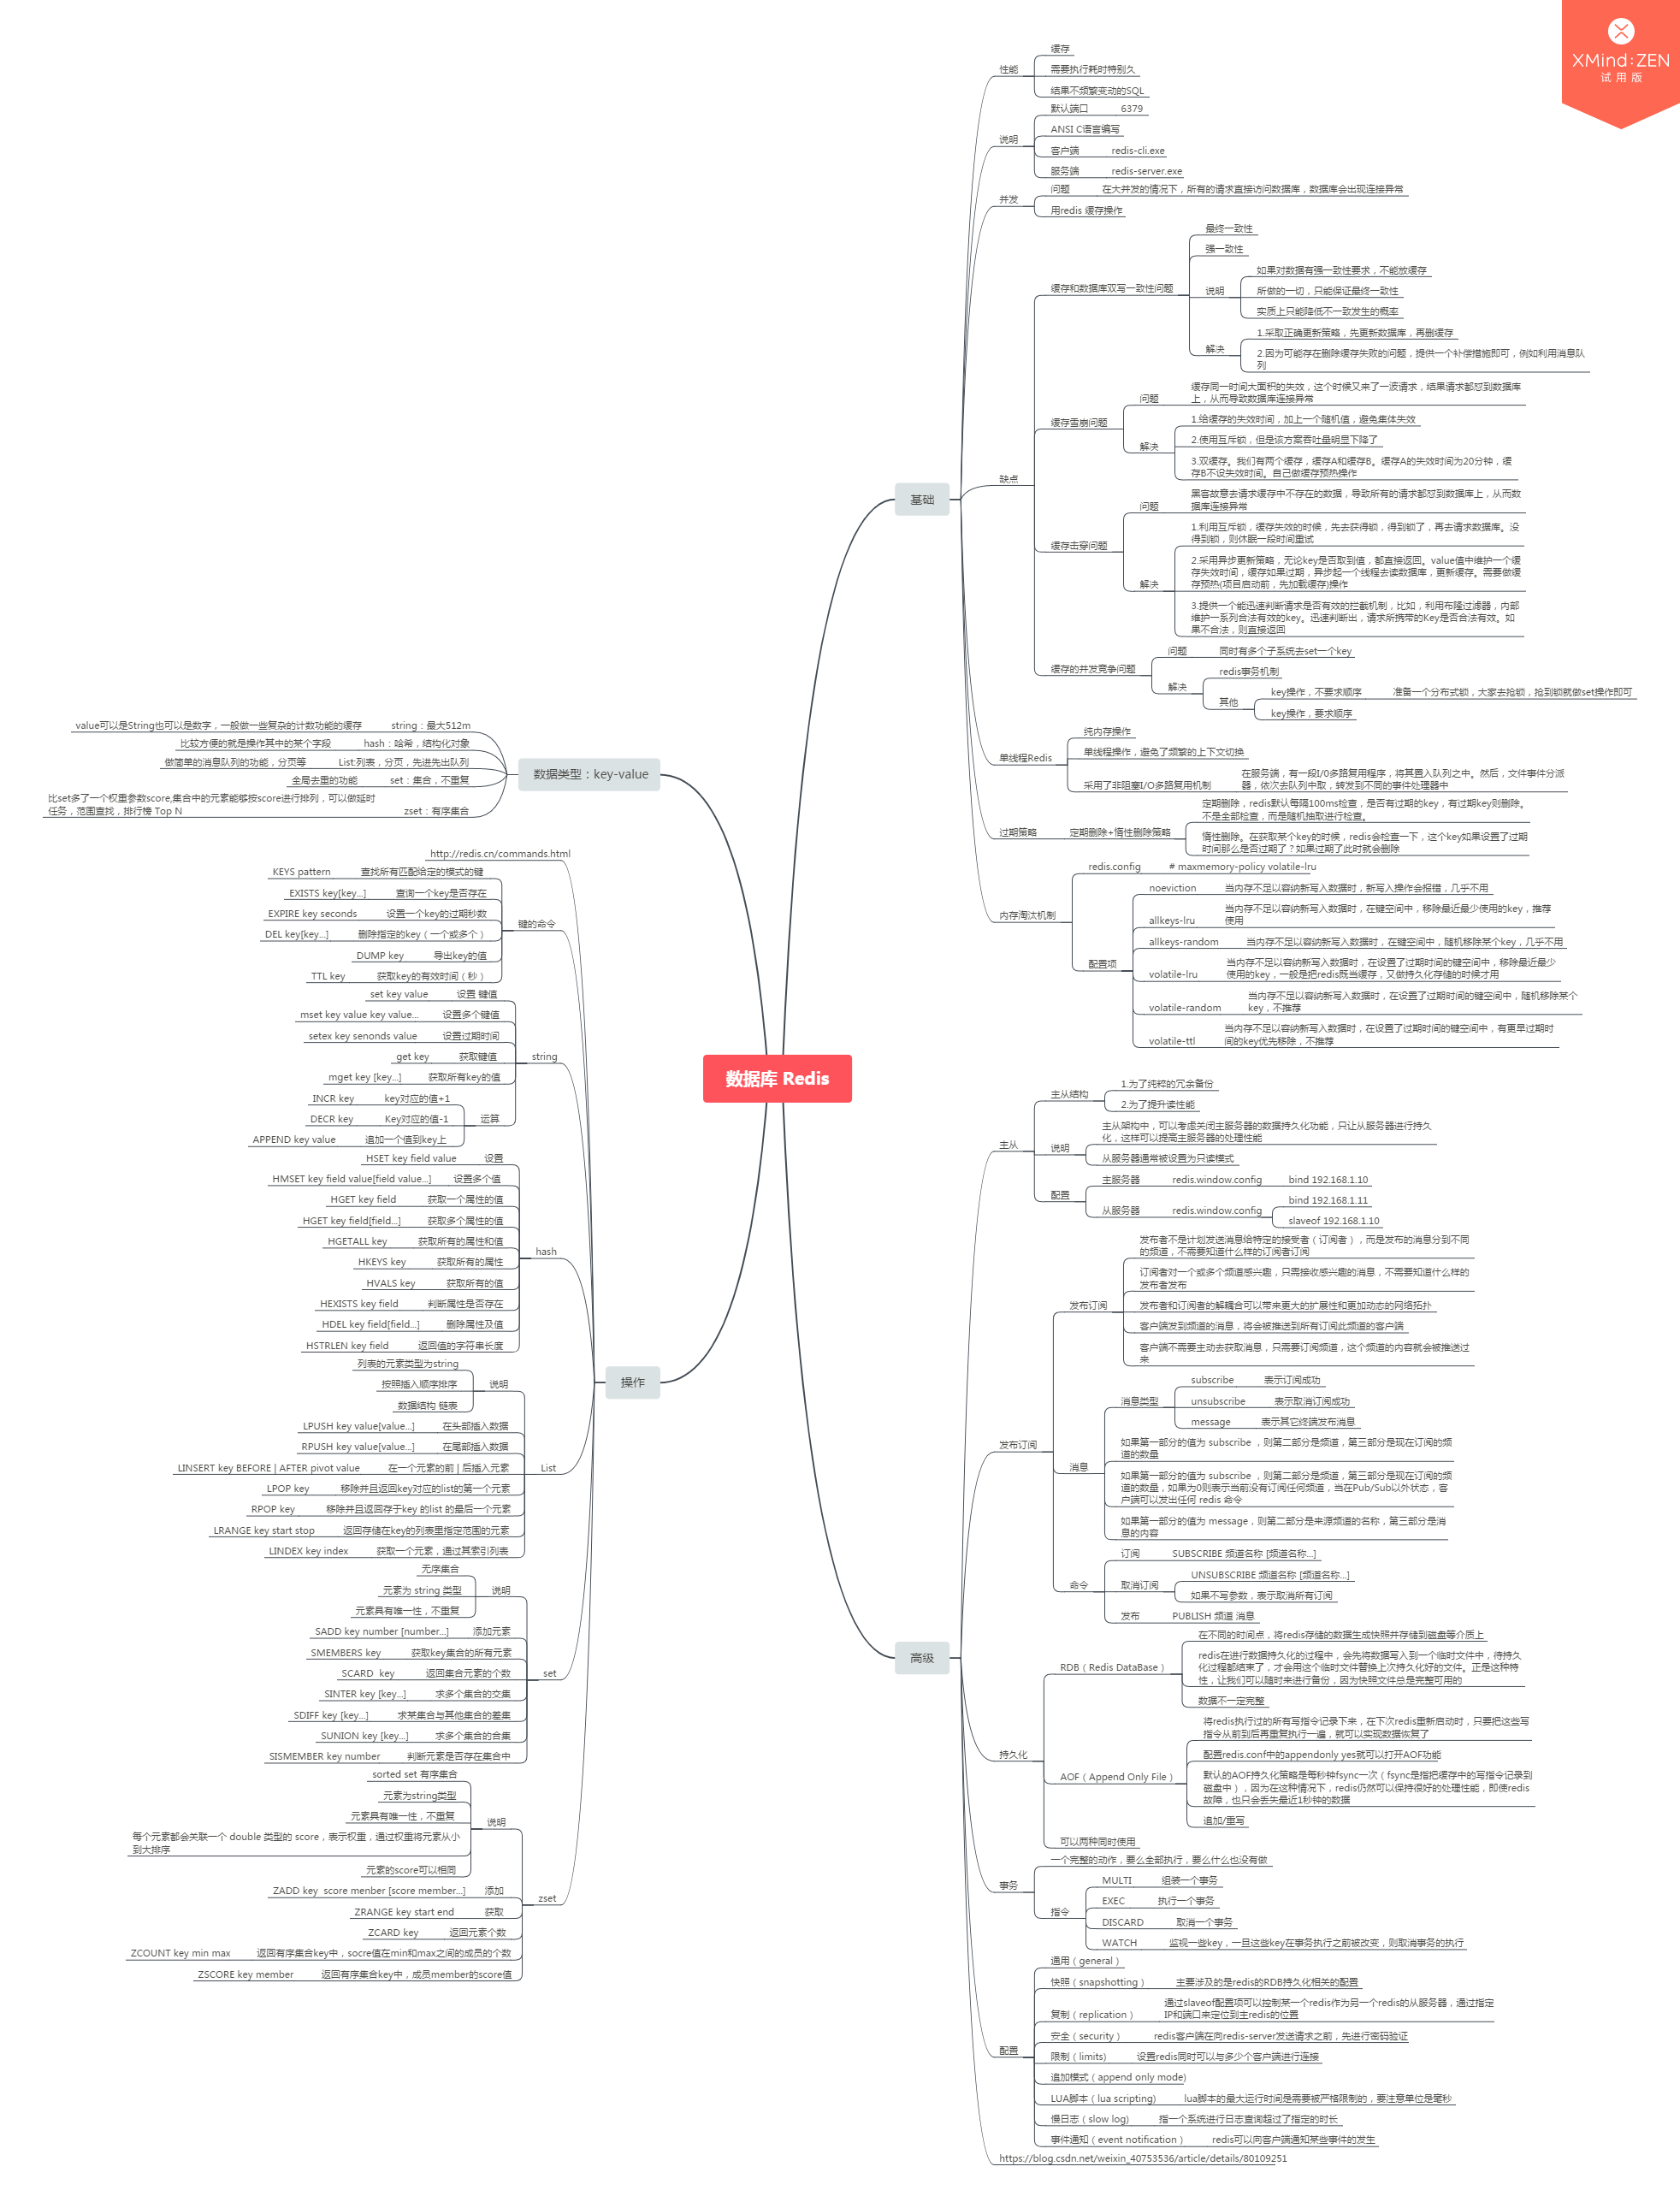 XMind:ZEN
试用版
数据库 Redis
基础
性能
缓存
需要执行耗时特别久
结果不频繁变动的SQL
说明
默认端口
6379
ANSI C语言编写
客户端
redis-cli.exe
服务端
redis-server.exe
并发
问题
在大并发的情况下，所有的请求直接访问数据库，数据库会出现连接异常
用redis 缓存操作
缺点
缓存和数据库双写一致性问题
最终一致性
强一致性
说明
如果对数据有强一致性要求，不能放缓存
所做的一切，只能保证最终一致性
实质上只能降低不一致发生的概率
解决
1.采取正确更新策略，先更新数据库，再删缓存
2.因为可能存在删除缓存失败的问题，提供一个补偿措施即可，例如利用消息队
列
缓存雪崩问题
问题
缓存同一时间大面积的失效，这个时候又来了一波请求，结果请求都怼到数据库
上，从而导致数据库连接异常
解决
1.给缓存的失效时间，加上一个随机值，避免集体失效
2.使用互斥锁，但是该方案吞吐量明显下降了
3.双缓存。我们有两个缓存，缓存A和缓存B。缓存A的失效时间为20分钟，缓
存B不设失效时间。自己做缓存预热操作
缓存击穿问题
问题
黑客故意去请求缓存中不存在的数据，导致所有的请求都怼到数据库上，从而数
据库连接异常
解决
1.利用互斥锁，缓存失效的时候，先去获得锁，得到锁了，再去请求数据库。没
得到锁，则休眠一段时间重试
2.采用异步更新策略，无论key是否取到值，都直接返回。value值中维护一个缓
存失效时间，缓存如果过期，异步起一个线程去读数据库，更新缓存。需要做缓
存预热(项目启动前，先加载缓存)操作
3.提供一个能迅速判断请求是否有效的拦截机制，比如，利用布隆过滤器，内部
维护一系列合法有效的key。迅速判断出，请求所携带的Key是否合法有效。如
果不合法，则直接返回
缓存的并发竞争问题
问题
同时有多个子系统去set一个key
解决
redis事务机制
其他
key操作，不要求顺序
准备一个分布式锁，大家去抢锁，抢到锁就做set操作即可
key操作，要求顺序
单线程Redis
纯内存操作
单线程操作，避免了频繁的上下文切换
采用了非阻塞I/O多路复用机制
在服务端，有一段I/0多路复用程序，将其置入队列之中。然后，文件事件分派
器，依次去队列中取，转发到不同的事件处理器中
过期策略
定期删除+惰性删除策略
定期删除，redis默认每隔100ms检查，是否有过期的key，有过期key则删除。
不是全部检查，而是随机抽取进行检查。
惰性删除。在获取某个key的时候，redis会检查一下，这个key如果设置了过期
时间那么是否过期了？如果过期了此时就会删除
内存淘汰机制
redis.config
# maxmemory-policy volatile-lru
配置项
noeviction
当内存不足以容纳新写入数据时，新写入操作会报错，几乎不用
allkeys-lru
当内存不足以容纳新写入数据时，在键空间中，移除最近最少使用的key，推荐
使用
allkeys-random
当内存不足以容纳新写入数据时，在键空间中，随机移除某个key，几乎不用
volatile-lru
当内存不足以容纳新写入数据时，在设置了过期时间的键空间中，移除最近最少
使用的key，一般是把redis既当缓存，又做持久化存储的时候才用
volatile-random
当内存不足以容纳新写入数据时，在设置了过期时间的键空间中，随机移除某个
key，不推荐
volatile-ttl
当内存不足以容纳新写入数据时，在设置了过期时间的键空间中，有更早过期时
间的key优先移除，不推荐
高级
主从
主从结构
1.为了纯粹的冗余备份
2.为了提升读性能
说明
主从架构中，可以考虑关闭主服务器的数据持久化功能，只让从服务器进行持久
化，这样可以提高主服务器的处理性能
从服务器通常被设置为只读模式
配置
主服务器
redis.window.config
bind 192.168.1.10
从服务器
redis.window.config
bind 192.168.1.11
slaveof 192.168.1.10
发布订阅
发布订阅
发布者不是计划发送消息给特定的接受者（订阅者），而是发布的消息分到不同
的频道，不需要知道什么样的订阅者订阅
订阅者对一个或多个频道感兴趣，只需接收感兴趣的消息，不需要知道什么样的
发布者发布
发布者和订阅者的解耦合可以带来更大的扩展性和更加动态的网络拓扑
客户端发到频道的消息，将会被推送到所有订阅此频道的客户端
客户端不需要主动去获取消息，只需要订阅频道，这个频道的内容就会被推送过
来
消息
消息类型
subscribe
表示订阅成功
unsubscribe
表示取消订阅成功
message
表示其它终端发布消息
如果第一部分的值为 subscribe ，则第二部分是频道，第三部分是现在订阅的频
道的数量
如果第一部分的值为 subscribe ，则第二部分是频道，第三部分是现在订阅的频
道的数量，如果为0则表示当前没有订阅任何频道，当在Pub/Sub以外状态，客
户端可以发出任何 redis 命令
如果第一部分的值为 message，则第二部分是来源频道的名称，第三部分是消
息的内容
命令
订阅
SUBSCRIBE 频道名称 [频道名称...]
取消订阅
UNSUBSCRIBE 频道名称 [频道名称...]
如果不写参数，表示取消所有订阅
发布
PUBLISH 频道 消息
持久化
RDB（Redis DataBase）
在不同的时间点，将redis存储的数据生成快照并存储到磁盘等介质上
redis在进行数据持久化的过程中，会先将数据写入到一个临时文件中，待持久
化过程都结束了，才会用这个临时文件替换上次持久化好的文件。正是这种特
性，让我们可以随时来进行备份，因为快照文件总是完整可用的
数据不一定完整
AOF（Append Only File）
将redis执行过的所有写指令记录下来，在下次redis重新启动时，只要把这些写
指令从前到后再重复执行一遍，就可以实现数据恢复了
配置redis.conf中的appendonly yes就可以打开AOF功能
默认的AOF持久化策略是每秒钟fsync一次（fsync是指把缓存中的写指令记录到
磁盘中），因为在这种情况下，redis仍然可以保持很好的处理性能，即使redis
故障，也只会丢失最近1秒钟的数据
追加/重写
可以两种同时使用
事务
一个完整的动作，要么全部执行，要么什么也没有做
指令
MULTI
组装一个事务
EXEC
执行一个事务
DISCARD
取消一个事务
WATCH
监视一些key，一旦这些key在事务执行之前被改变，则取消事务的执行
配置
通用（general）
快照（snapshotting）
主要涉及的是redis的RDB持久化相关的配置
复制（replication）
通过slaveof配置项可以控制某一个redis作为另一个redis的从服务器，通过指定
IP和端口来定位到主redis的位置
安全（security）
redis客户端在向redis-server发送请求之前，先进行密码验证
限制（limits)
设置redis同时可以与多少个客户端进行连接
追加模式（append only mode)
LUA脚本（lua scripting)
lua脚本的最大运行时间是需要被严格限制的，要注意单位是毫秒
慢日志（slow log)
指一个系统进行日志查询超过了指定的时长
事件通知（event notification）
redis可以向客户端通知某些事件的发生
https://blog.csdn.net/weixin_40753536/article/details/80109251
数据类型：key-value
string：最大512m
value可以是String也可以是数字，一般做一些复杂的计数功能的缓存
hash：哈希，结构化对象
比较方便的就是操作其中的某个字段
List:列表，分页，先进先出队列
做简单的消息队列的功能，分页等
set：集合，不重复
全局去重的功能
zset：有序集合
比set多了一个权重参数score,集合中的元素能够按score进行排列，可以做延时
任务，范围查找，排行榜 Top N
操作
http://redis.cn/commands.html
键的命令
KEYS pattern
查找所有匹配给定的模式的键
EXISTS key[key...]
查询一个key是否存在
EXPIRE key seconds
设置一个key的过期秒数
DEL key[key...]
删除指定的key（一个或多个）
DUMP key
导出key的值
TTL key
获取key的有效时间（秒）
string
set key value
设置 键值
mset key value key value...
设置多个键值
setex key senonds value
设置过期时间
get key
获取键值
mget key [key...]
获取所有key的值
运算
INCR key
key对应的值+1
DECR key
Key对应的值-1
APPEND key value
追加一个值到key上
hash
HSET key field value
设置
HMSET key field value[field value...]
设置多个值
HGET key field
获取一个属性的值
HGET key field[field...]
获取多个属性的值
HGETALL key
获取所有的属性和值
HKEYS key
获取所有的属性
HVALS key
获取所有的值
HEXISTS key field
判断属性是否存在
HDEL key field[field...]
删除属性及值
HSTRLEN key field
返回值的字符串长度
List
说明
列表的元素类型为string
按照插入顺序排序
数据结构 链表
LPUSH key value[value...]
在头部插入数据
RPUSH key value[value...]
在尾部插入数据
LINSERT key BEFORE | AFTER pivot value
在一个元素的前 | 后插入元素
LPOP key
移除并且返回key对应的list的第一个元素
RPOP key
移除并且返回存于key 的list 的最后一个元素
LRANGE key start stop
返回存储在key的列表里指定范围的元素
LINDEX key index
获取一个元素，通过其索引列表
set
说明
无序集合
元素为 string 类型
元素具有唯一性，不重复
SADD key number [number...]
添加元素
SMEMBERS key
获取key集合的所有元素
SCARD  key
返回集合元素的个数
SINTER key [key...]
求多个集合的交集
SDIFF key [key...]
求某集合与其他集合的差集
SUNION key [key...]
求多个集合的合集
SISMEMBER key number
判断元素是否存在集合中
zset
说明
sorted set 有序集合
元素为string类型
元素具有唯一性，不重复
每个元素都会关联一个 double 类型的 score，表示权重，通过权重将元素从小
到大排序
元素的score可以相同
ZADD key  score menber [score member...]
添加
ZRANGE key start end
获取
ZCARD key
返回元素个数
ZCOUNT key min max
返回有序集合key中，socre值在min和max之间的成员的个数
ZSCORE key member
返回有序集合key中，成员member的score值